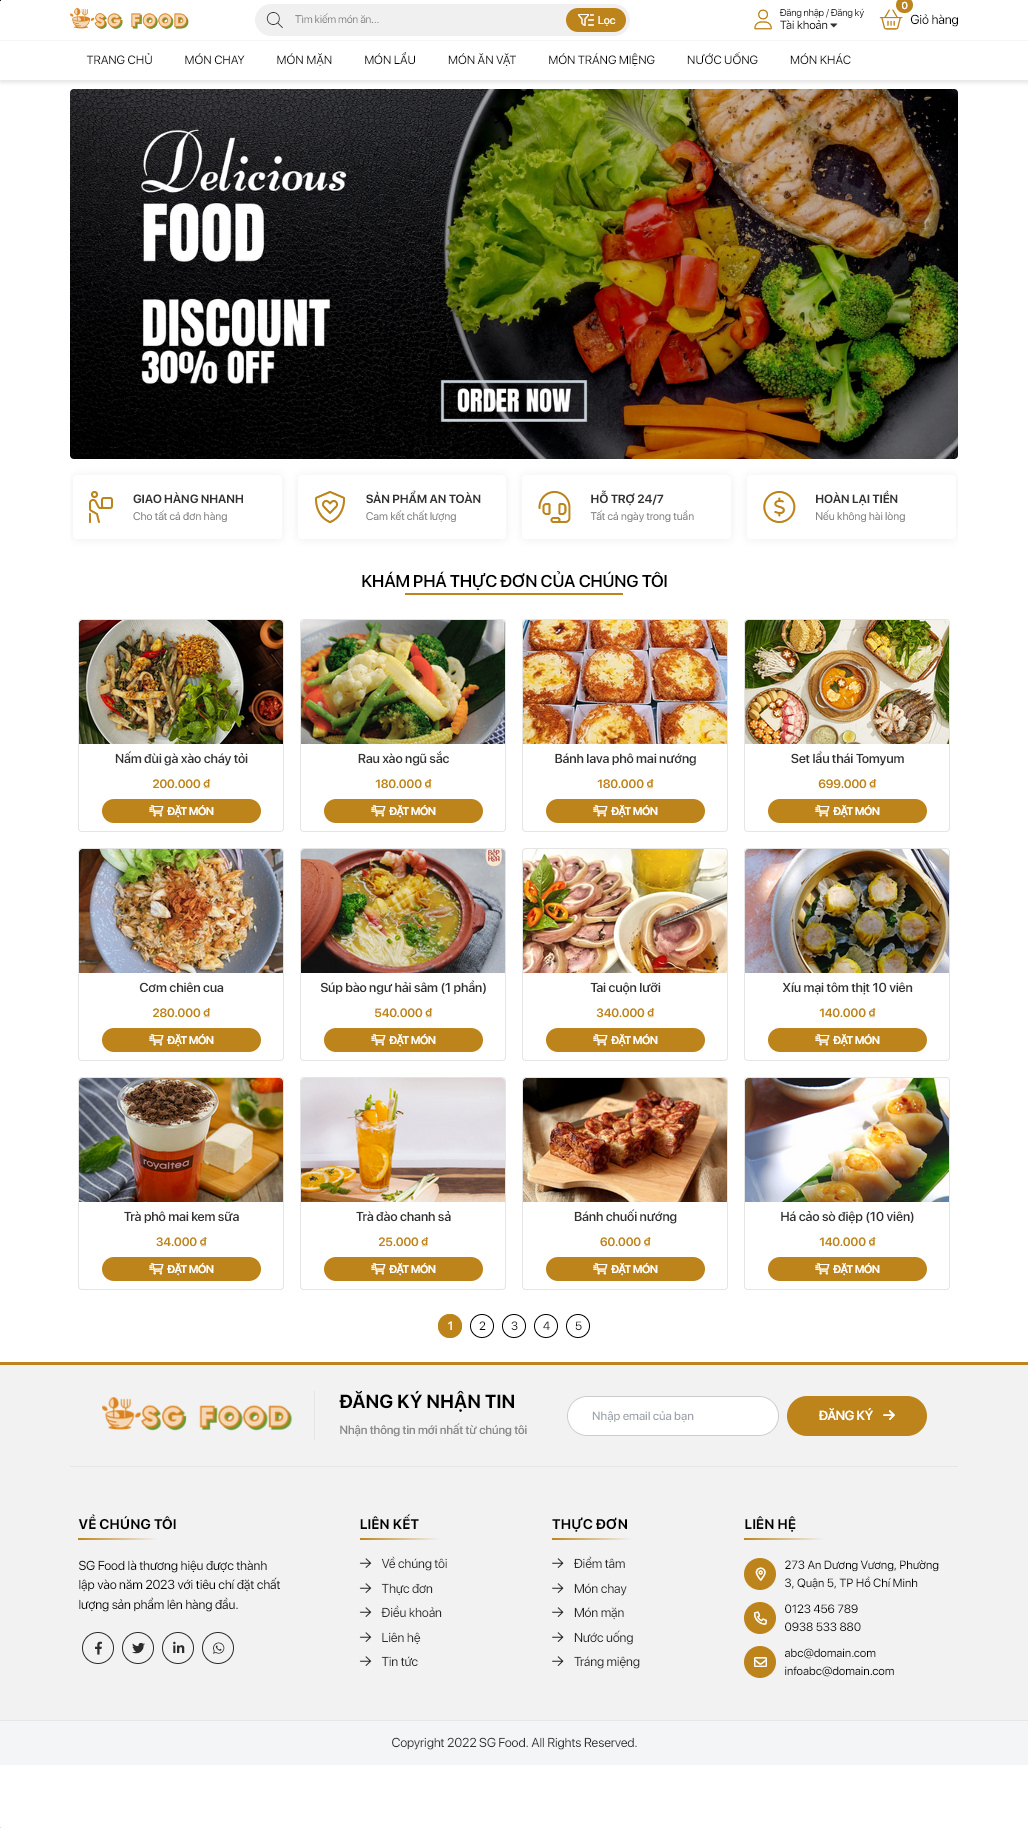 SG FOOD
Tìm kiếm món ăn...
Lọc
Đăng nhập / Đăng ký
Tài khoản
0
Giỏ hàng
TRANG CHỦ
MÓN CHAY
MÓN MẶN
MÓN LẨU
MÓN ĂN VẶT
MÓN TRÁNG MIỆNG
NƯỚC UỐNG
MÓN KHÁC
Delicious
FOOD
DISCOUNT
30% OFF
ORDER NOW
GIAO HÀNG NHANH
Cho tất cả đơn hàng
SẢN PHẨM AN TOÀN
Cam kết chất lượng
HỖ TRỢ 24/7
Tất cả ngày trong tuần
HOÀN LẠI TIỀN
Nếu không hài lòng
KHÁM PHÁ THỰC ĐƠN CỦA CHÚNG TÔI
Nấm đùi gà xào cháy tỏi
200.000 đ
ĐẶT MÓN
Rau xào ngũ sắc
180.000 đ
ĐẶT MÓN
Bánh lava phô mai nướng
180.000 đ
ĐẶT MÓN
Set lẩu thái Tomyum
699.000 đ
ĐẶT MÓN
Cơm chiên cua
280.000 đ
ĐẶT MÓN
Súp bào ngư hải sâm (1 phần)
540.000 đ
ĐẶT MÓN
Tai cuộn lưỡi
340.000 đ
ĐẶT MÓN
Xíu mại tôm thịt 10 viên
140.000 đ
ĐẶT MÓN
royaltea
Trà phô mai kem sữa
34.000 đ
ĐẶT MÓN
Trà đào chanh sả
25.000 đ
ĐẶT MÓN
Bánh chuối nướng
60.000 đ
ĐẶT MÓN
Há cảo sò điệp (10 viên)
140.000 đ
ĐẶT MÓN
1 2 3 4 5
SG FOOD
ĐĂNG KÝ NHẬN TIN
Nhận thông tin mới nhất từ chúng tôi
Nhập email của bạn
ĐĂNG KÝ
VỀ CHÚNG TÔI
SG Food là thương hiệu được thành
lập vào năm 2023 với tiêu chí đặt chất
lượng sản phẩm lên hàng đầu.
LIÊN KẾT
Về chúng tôi
Thực đơn
Điều khoản
Liên hệ
Tin tức
THỰC ĐƠN
Điểm tâm
Món chay
Món mặn
Nước uống
Tráng miệng
LIÊN HỆ
273 An Dương Vương, Phường
3, Quận 5, TP Hồ Chí Minh
0123 456 789
0938 533 880
abc@domain.com
infoabc@domain.com
Copyright 2022 SG Food. All Rights Reserved.